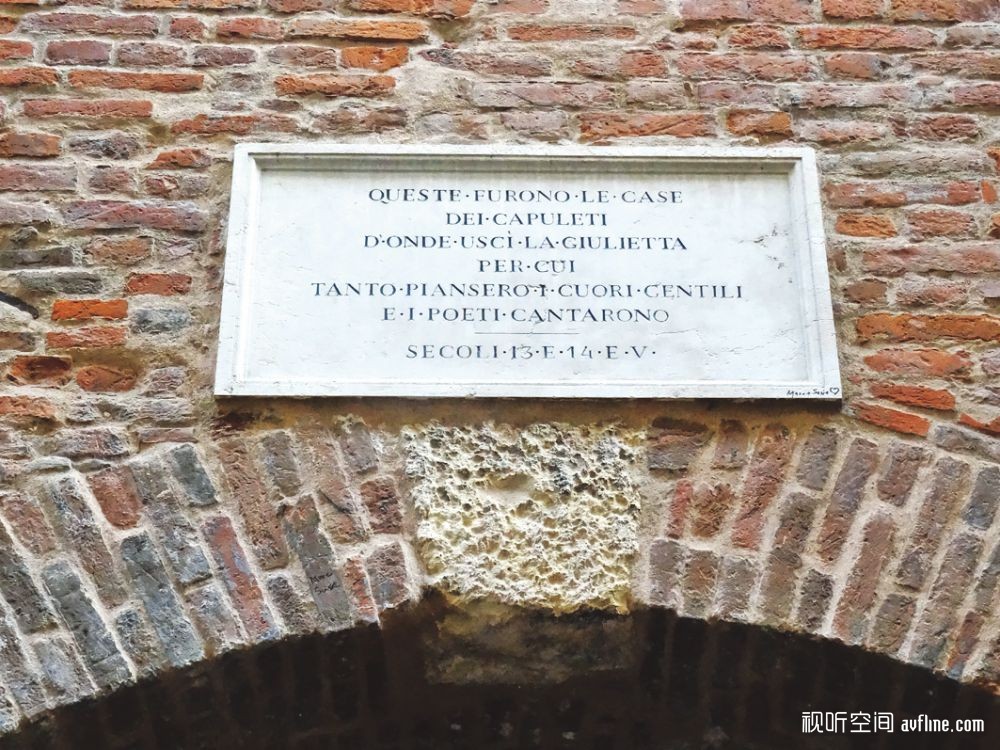 QUESTE·FURONO·LE·CASE
DEI·CAPULETI
D'ONDE·USCÌ·LA·GIULIETTA
PER·CUI
TANTO·PIANSERO·I·CUORI·GENTILI
E·I·POETI·CANTARONO
SECOLI·13·E·14·E·V·
视听空间 avfline.com